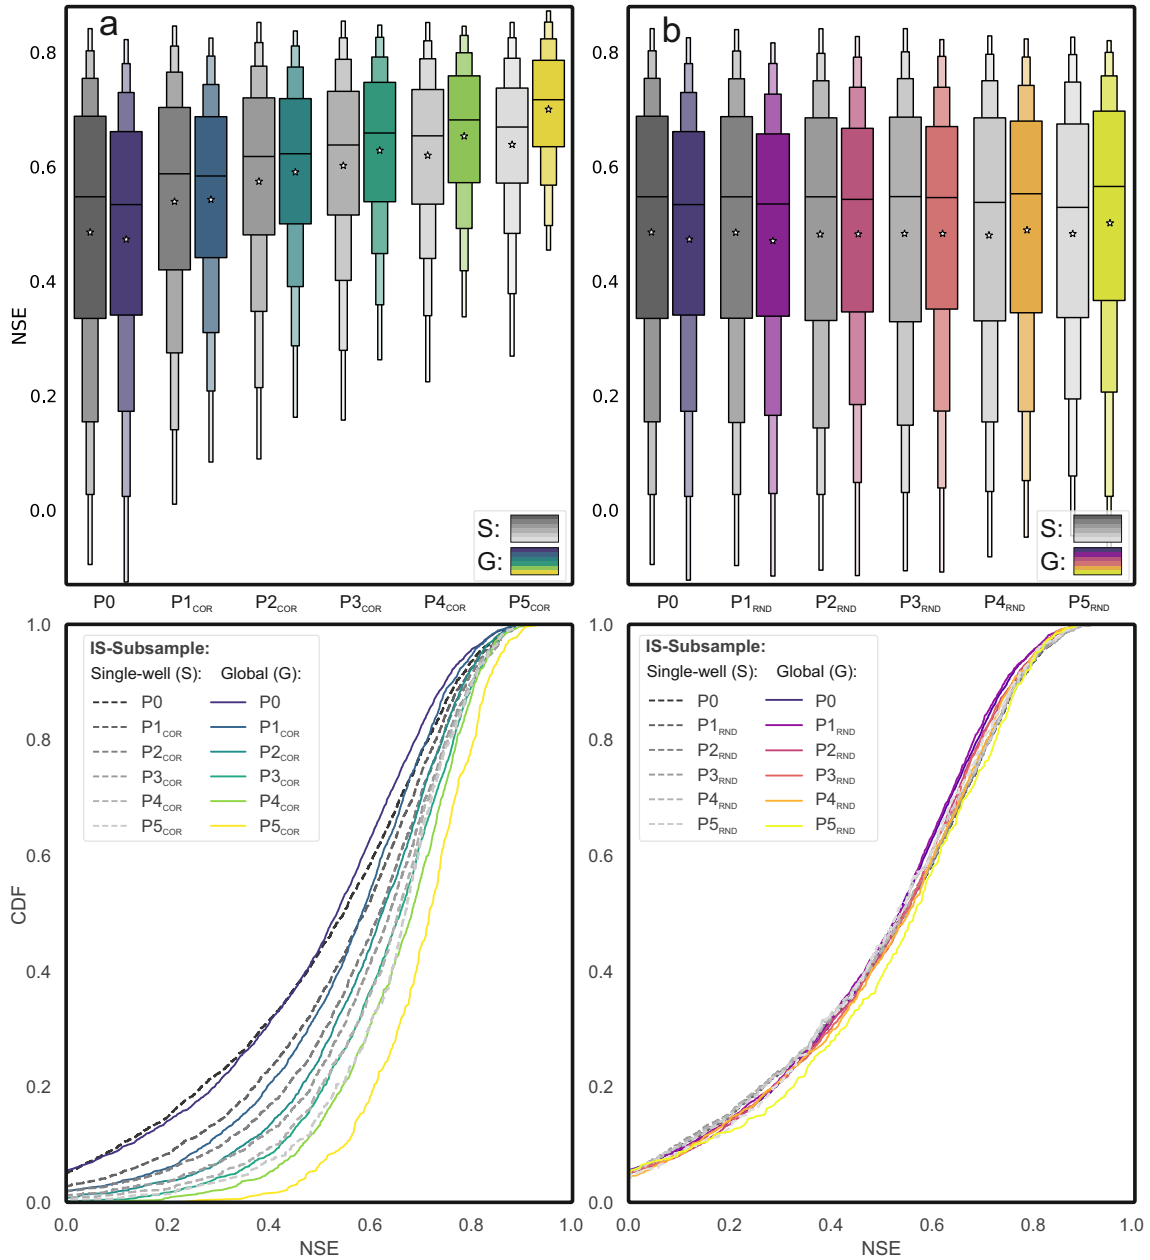 a
b
NSE
0.8
0.6
0.4
0.2
0.0
0.8
0.6
0.4
0.2
0.0
S:
G:
S:
G:
P0 P1COR P2COR P3COR P4COR P5COR
P0 P1RND P2RND P3RND P4RND P5RND
CDF
1.0
0.8
0.6
0.4
0.2
0.0
IS-Subsample:
Single-well (S): Global (G):
P0 P0
P1COR P1COR
P2COR P2COR
P3COR P3COR
P4COR P4COR
P5COR P5COR
0.0 0.2 0.4 0.6 0.8 1.0
NSE
1.0
0.8
0.6
0.4
0.2
0.0
IS-Subsample:
Single-well (S): Global (G):
P0 P0
P1RND P1RND
P2RND P2RND
P3RND P3RND
P4RND P4RND
P5RND P5RND
0.0 0.2 0.4 0.6 0.8 1.0
NSE